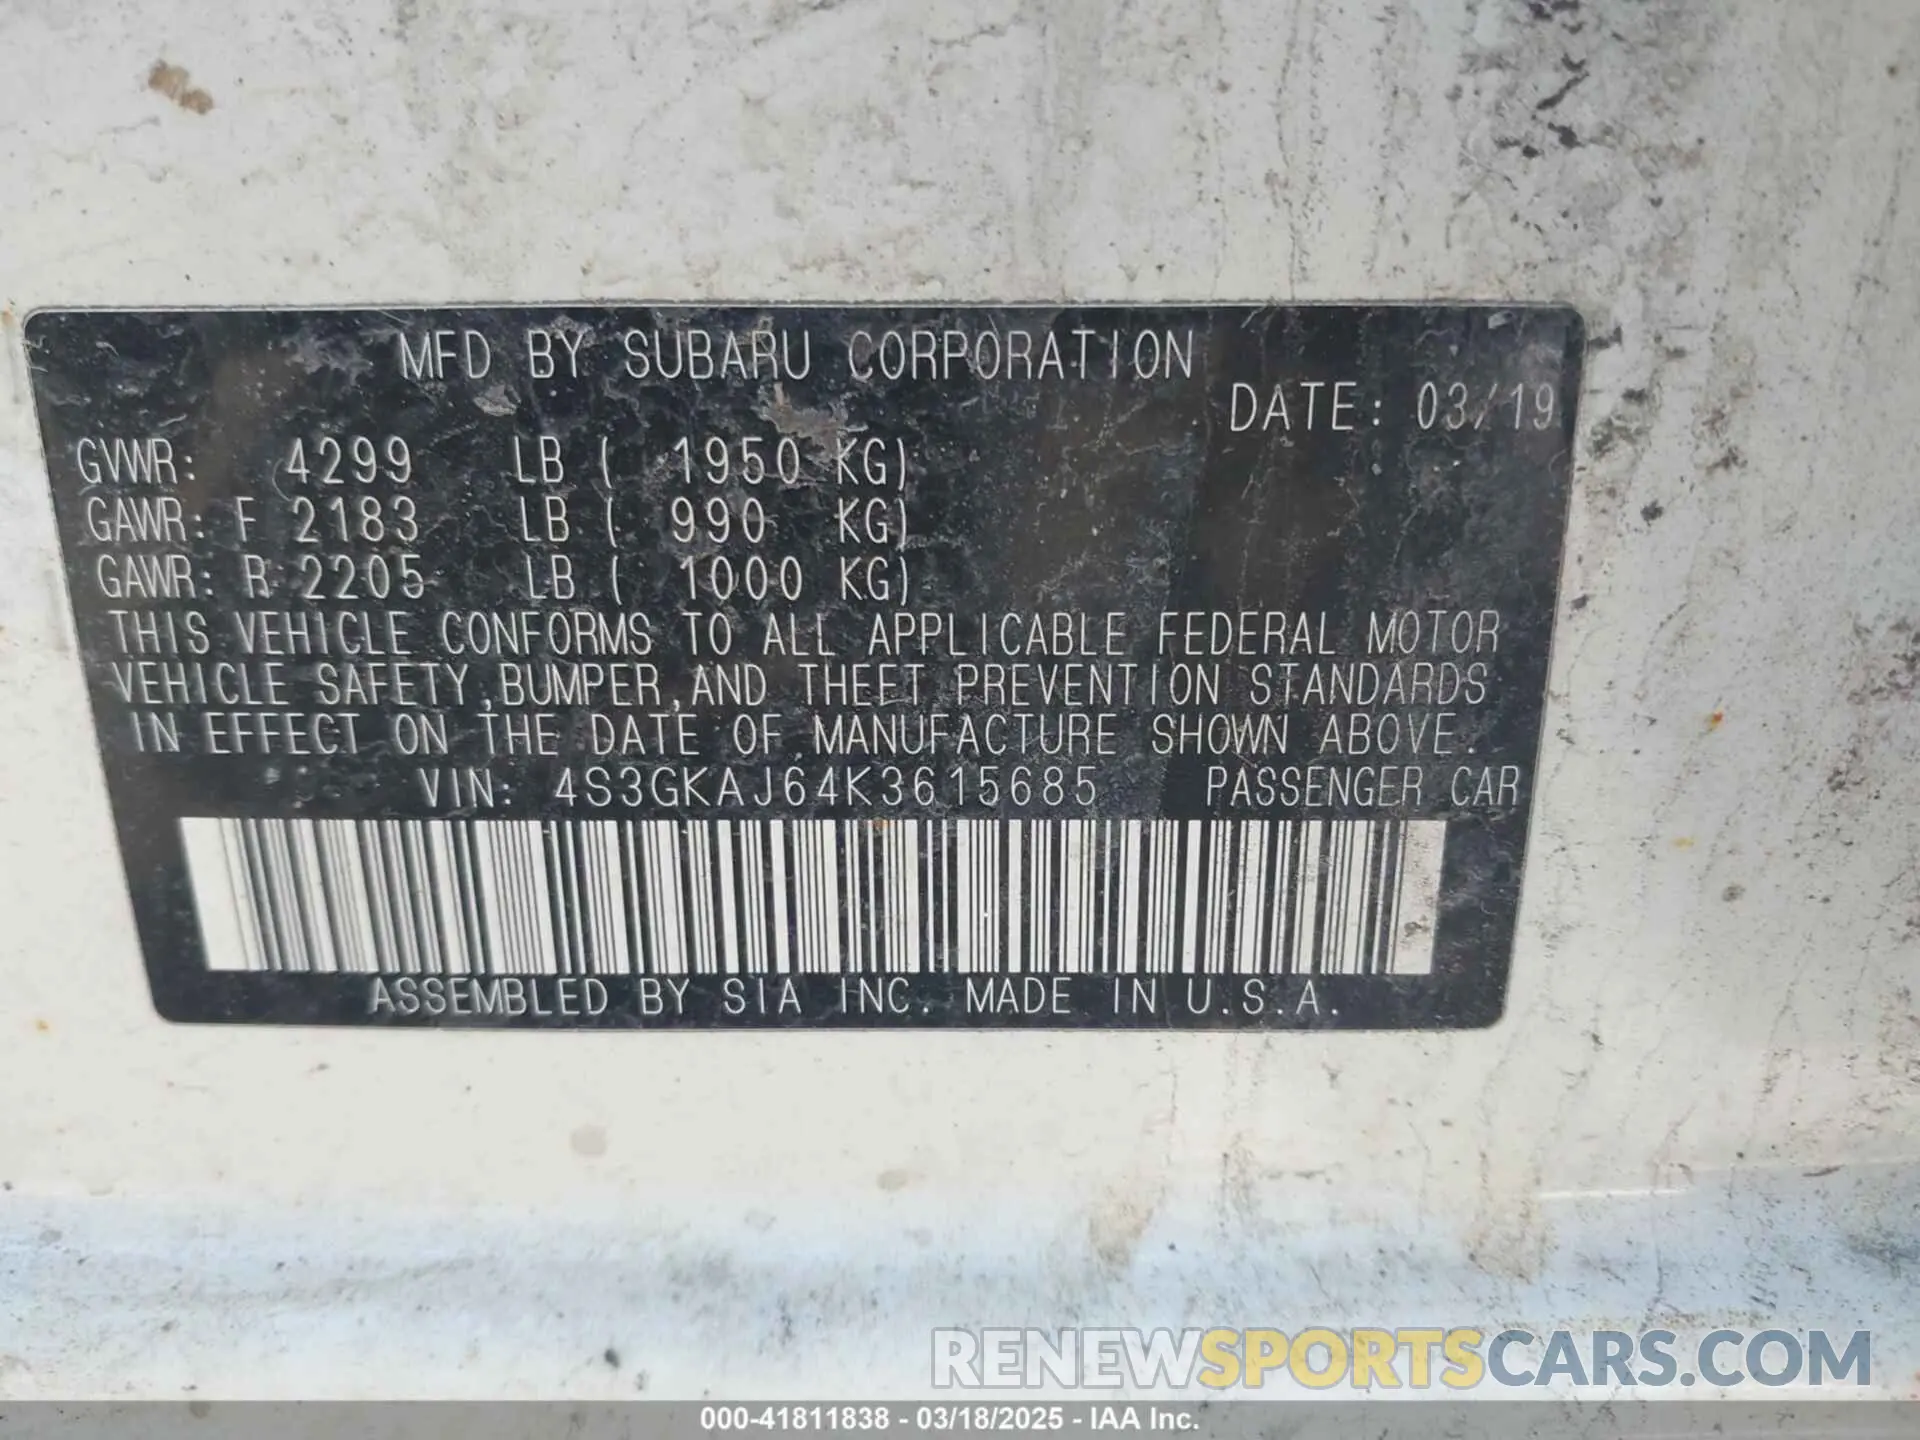 MFD BY SUBARU CORPORATION
DATE: 03/19
GVWR: 4299 LB ( 1950 KG)
GAWR: F 2183 LB ( 990 KG)
GAWR: R 2205 LB ( 1000 KG)
THIS VEHICLE CONFORMS TO ALL APPLICABLE FEDERAL MOTOR
VEHICLE SAFETY,BUMPER,AND THEFT PREVENTION STANDARDS
IN EFFECT ON THE DATE OF MANUFACTURE SHOWN ABOVE.
VIN: 4S3GKAJ64K3615685 PASSENGER CAR
ASSEMBLED BY SIA INC. MADE IN U.S.A.
RENEWSPORTSCARS.COM
000-41811838 - 03/18/2025 - IAA Inc.